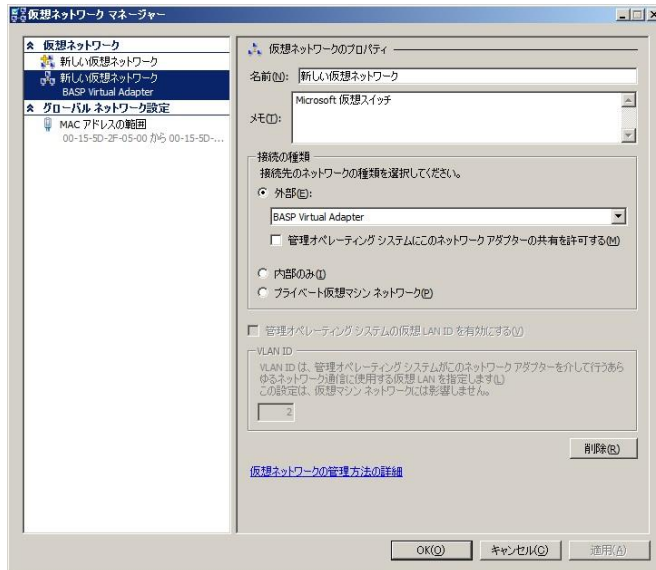 仮想ネットワーク マネージャー
仮想ネットワーク
新しい仮想ネットワーク
新しい仮想ネットワーク
BASP Virtual Adapter
グローバル ネットワーク設定
MAC アドレスの範囲
00-15-5D-2F-05-00 から 00-15-5D-...
仮想ネットワークのプロパティ
名前(N): 新しい仮想ネットワーク
メモ(T): Microsoft 仮想スイッチ
接続の種類
接続先のネットワークの種類を選択してください。
外部(E):
BASP Virtual Adapter
管理オペレーティング システムにこのネットワーク アダプターの共有を許可する(M)
内部のみ(I)
プライベート仮想マシン ネットワーク(P)
管理オペレーティング システムの仮想 LAN ID を有効にする(V)
VLAN ID
VLAN ID は、管理オペレーティング システムがこのネットワーク アダプターを介して行うあら
ゆるネットワーク通信に使用する仮想 LAN を指定します(L)
この設定は、仮想マシン ネットワークには影響しません。
2
削除(R)
仮想ネットワークの管理方法の詳細
OK(O) キャンセル(C) 適用(A)